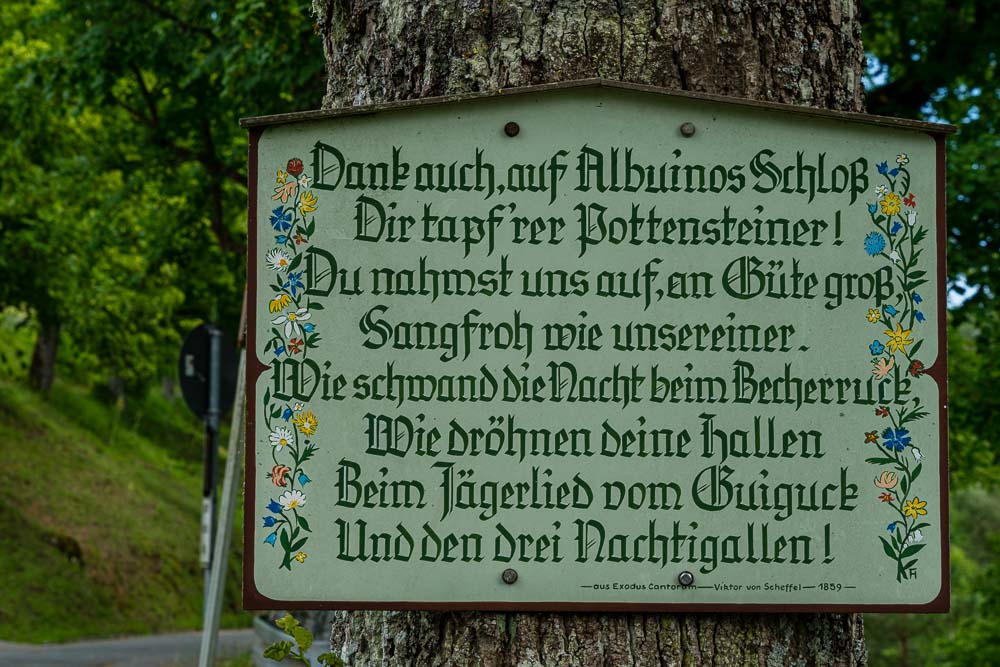 Dank auch, auf Albuinos Schloß
Dir tapf'rer Pottensteiner!
Du nahmst uns auf, an Güte groß,
Sangfroh wie unsereiner.
Wie schwand die Nacht beim Becherruck,
Wie dröhnen deine Hallen
Beim Jägerlied vom Guiguck
Und den drei Nachtigallen!
— aus Exodus Cantorum — Viktor von Scheffel — 1859 —
FH